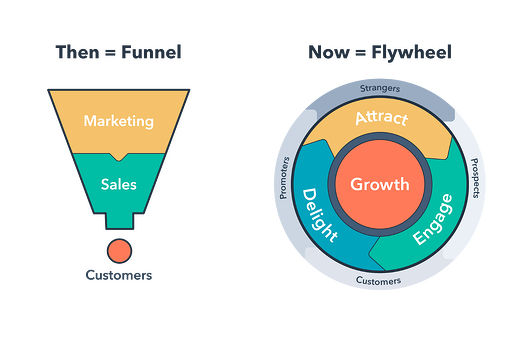 Then = Funnel
Marketing
Sales
Customers
Now = Flywheel
Strangers
Attract
Prospects
Engage
Customers
Delight
Promoters
Growth